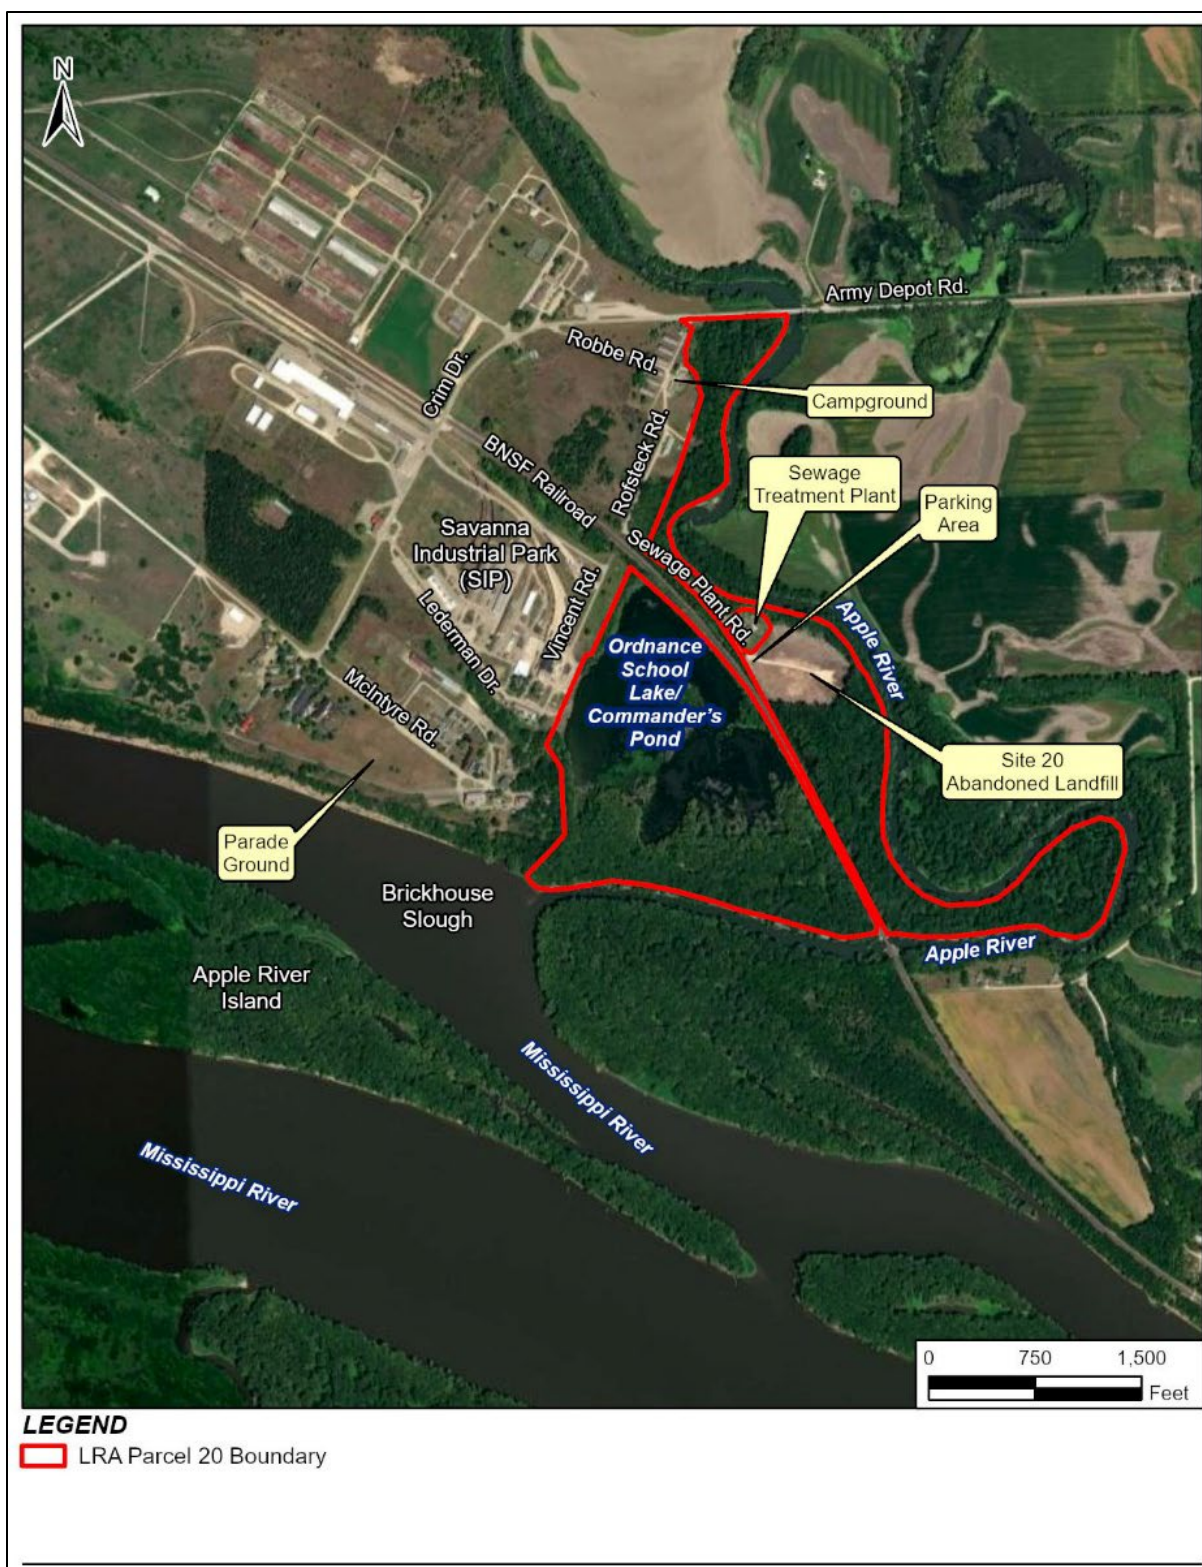 N
Army Depot Rd.
Robbe Rd.
Crim Dr.
Campground
BNSF Railroad
Rofsteck Rd.
Sewage
Treatment Plant
Parking
Area
Savanna
Industrial Park
(SIP)
Sewage Plant Rd.
Vincent Rd.
Lederman Dr.
Apple River
Ordnance
School
Lake/
Commander's
Pond
McIntyre Rd.
Site 20
Abandoned Landfill
Parade
Ground
Brickhouse
Slough
Apple River
Apple River
Island
Mississippi River
Mississippi River
0 750 1,500
Feet
LEGEND
LRA Parcel 20 Boundary